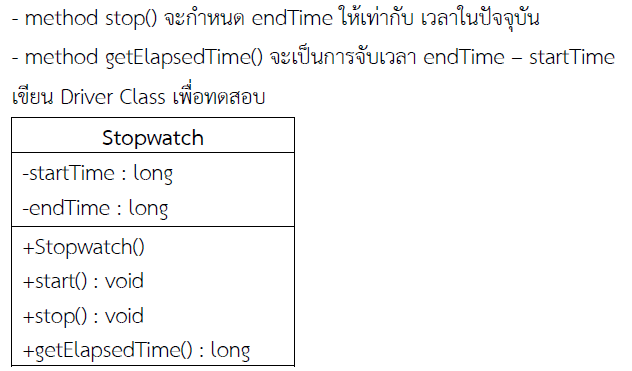 - method stop() จะกำหนด endTime ให้เท่ากับ เวลาในปัจจุบัน
- method getElapsedTime() จะเป็นการจับเวลา endTime – startTime
เขียน Driver Class เพื่อทดสอบ
Stopwatch
-startTime : long
-endTime : long
+Stopwatch()
+start() : void
+stop() : void
+getElapsedTime() : long